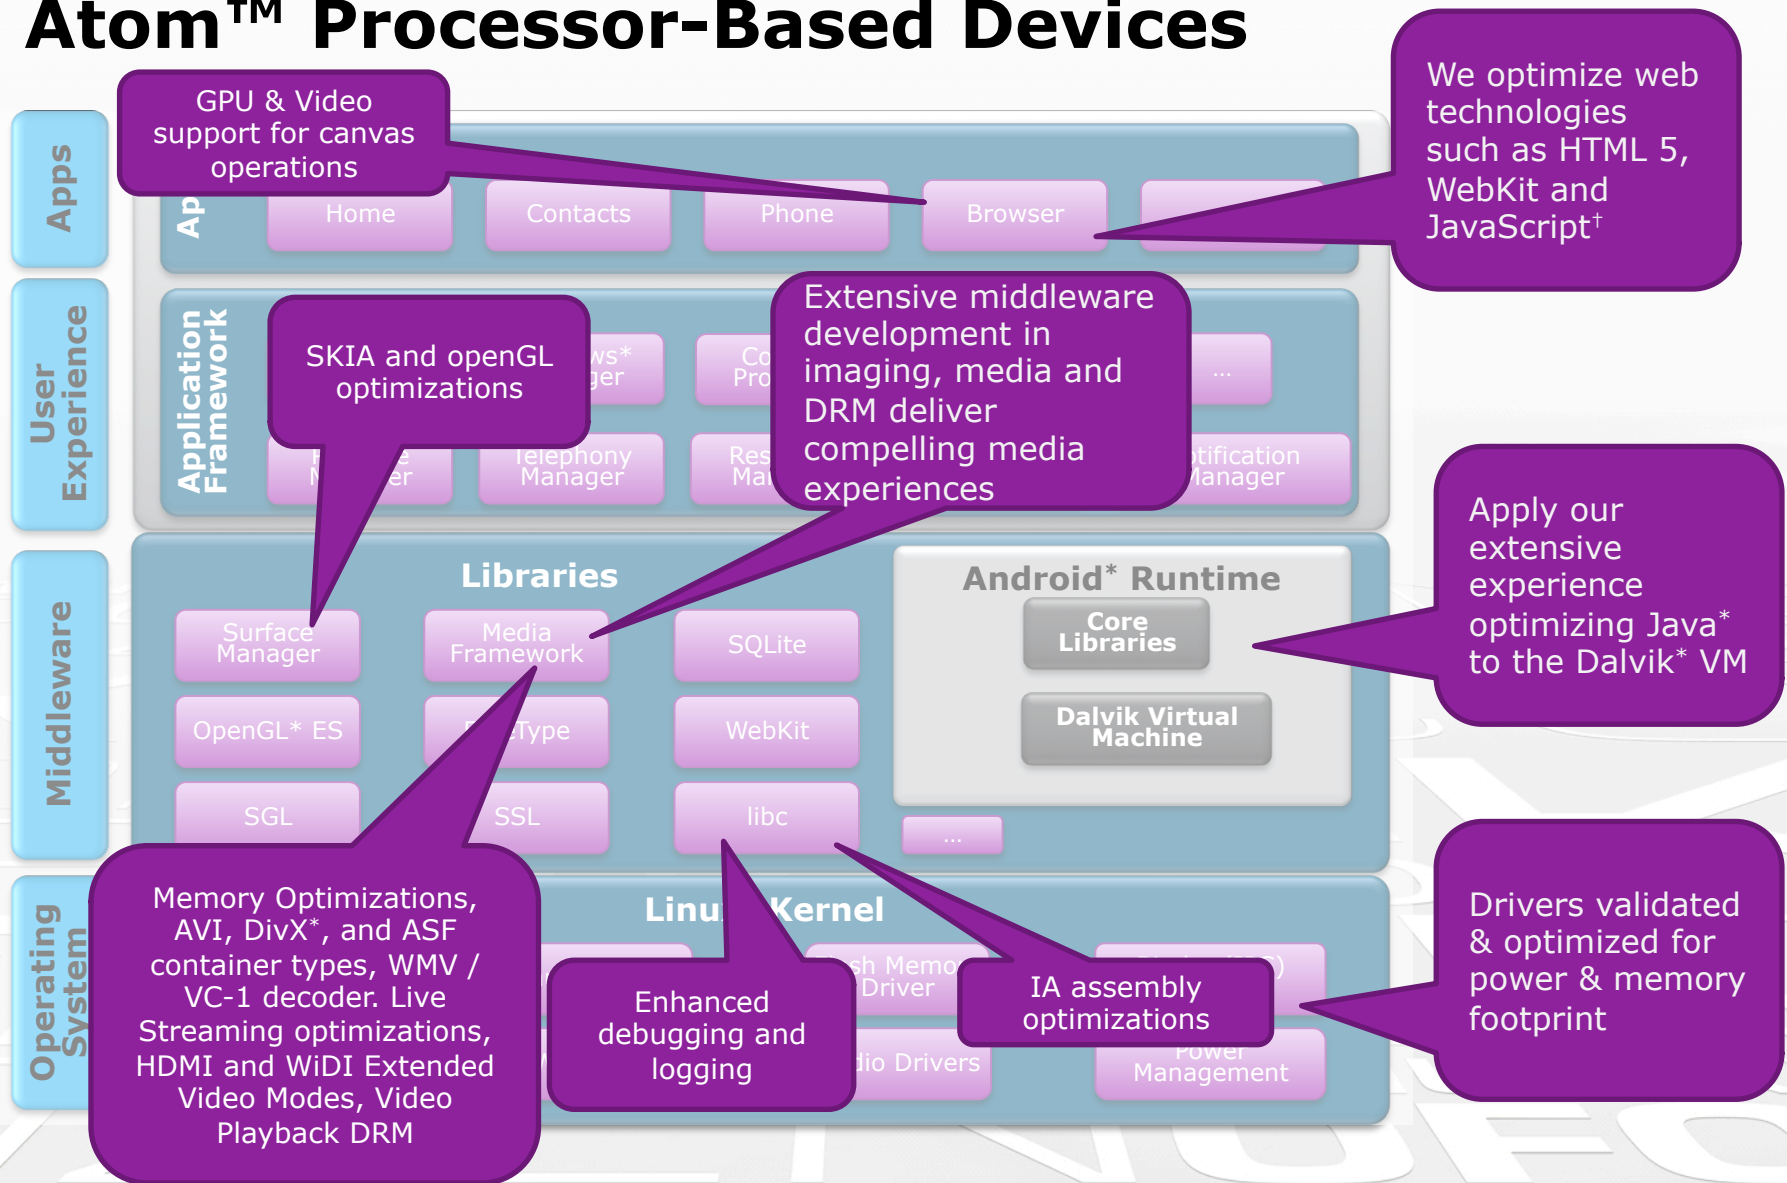 Atom™ Processor-Based Devices
GPU & Video
support for canvas
operations
We optimize web
technologies
such as HTML 5,
WebKit and
JavaScript†
Apps
Home
Contacts
Phone
Browser
User
Experience
Application
Framework
SKIA and openGL
optimizations
Extensive middleware
development in
imaging, media and
DRM deliver
compelling media
experiences
...
Telephony
Manager
Manager
Apply our
extensive
experience
optimizing Java*
to the Dalvik* VM
Middleware
Libraries
Surface
Manager
Media
Framework
SQLite
OpenGL* ES
WebKit
SGL
SSL
libc
Android* Runtime
Core
Libraries
Dalvik Virtual
Machine
...
Operating
System
Linux Kernel
Driver
Drivers
Power
Management
Memory Optimizations,
AVI, DivX*, and ASF
container types, WMV /
VC-1 decoder. Live
Streaming optimizations,
HDMI and WiDI Extended
Video Modes, Video
Playback DRM
Enhanced
debugging and
logging
IA assembly
optimizations
Drivers validated
& optimized for
power & memory
footprint